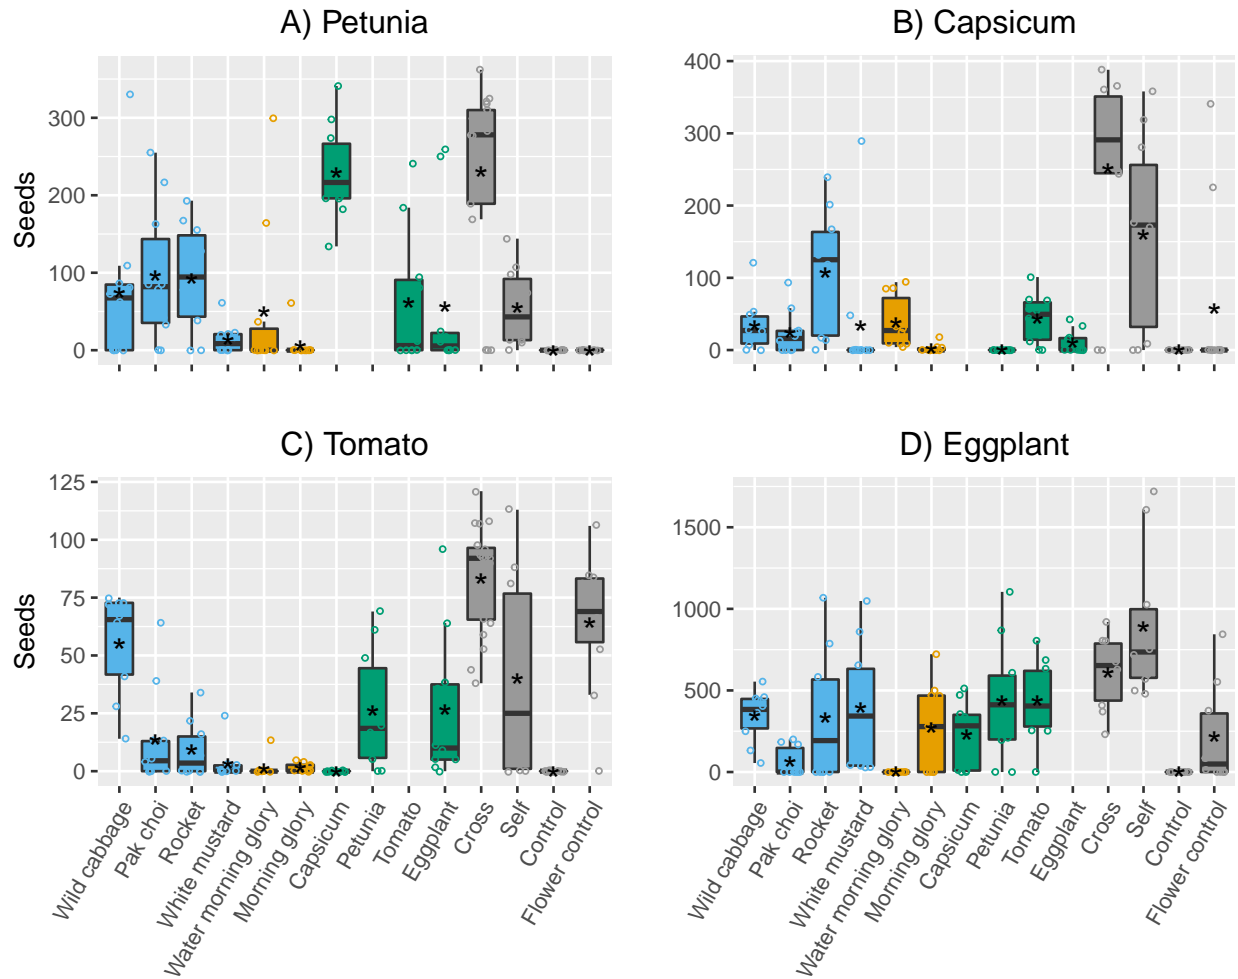 A) Petunia
B) Capsicum
Seeds
300
200
100
0
400
300
200
100
0
C) Tomato
D) Eggplant
Seeds
125
100
75
50
25
0
1500
1000
500
0
Wild cabbage
Pak choi
Rocket
White mustard
Water morning glory
Morning glory
Capsicum
Petunia
Tomato
Eggplant
Cross
Self
Control
Flower control
Wild cabbage
Pak choi
Rocket
White mustard
Water morning glory
Morning glory
Capsicum
Petunia
Tomato
Eggplant
Cross
Self
Control
Flower control